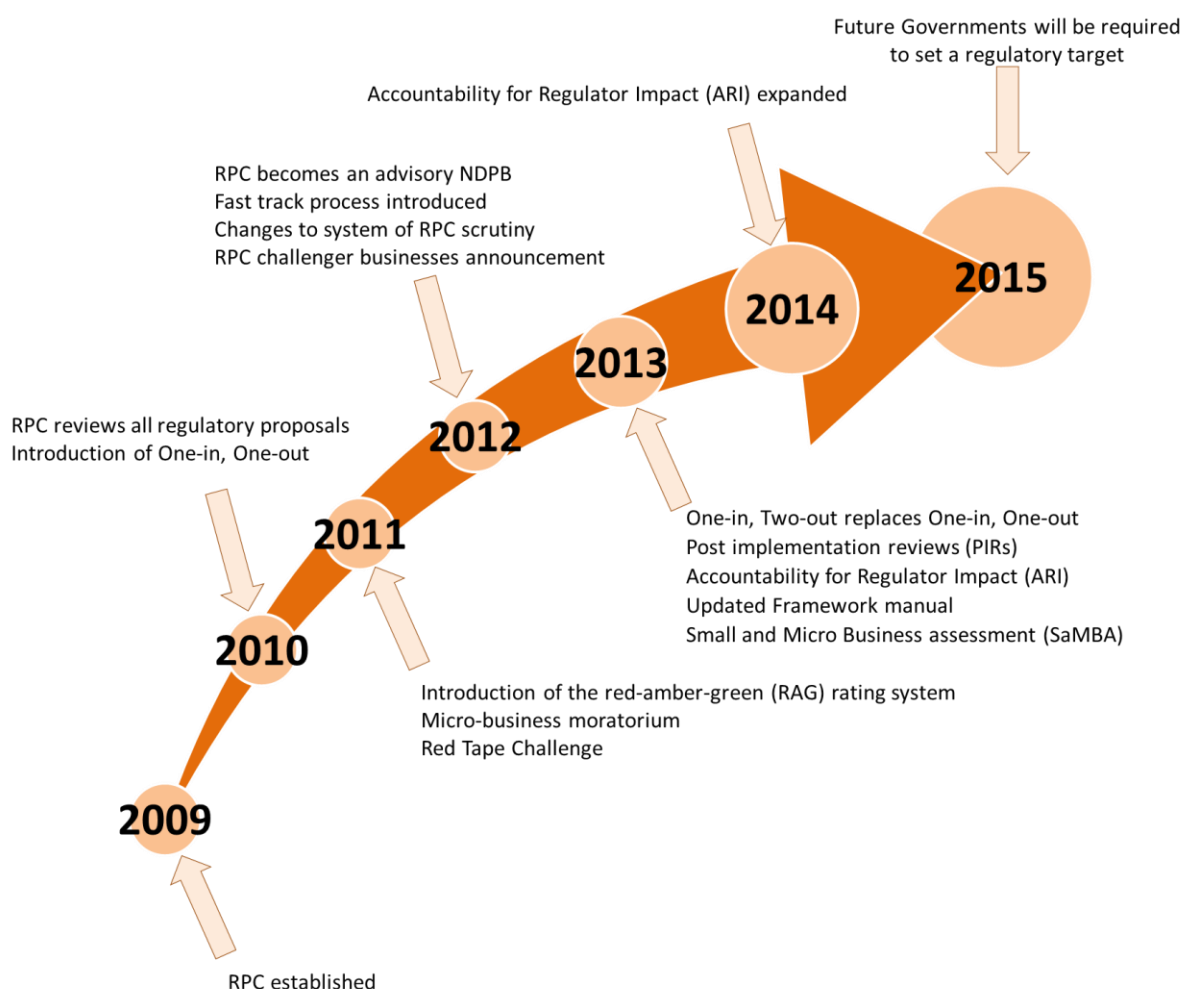 Future Governments will be required
to set a regulatory target
Accountability for Regulator Impact (ARI) expanded
RPC becomes an advisory NDPB
Fast track process introduced
Changes to system of RPC scrutiny
RPC challenger businesses announcement
2015
2014
2013
RPC reviews all regulatory proposals
Introduction of One-in, One-out
2012
One-in, Two-out replaces One-in, One-out
Post implementation reviews (PIRs)
Accountability for Regulator Impact (ARI)
Updated Framework manual
Small and Micro Business assessment (SaMBA)
2011
2010
Introduction of the red-amber-green (RAG) rating system
Micro-business moratorium
Red Tape Challenge
2009
RPC established